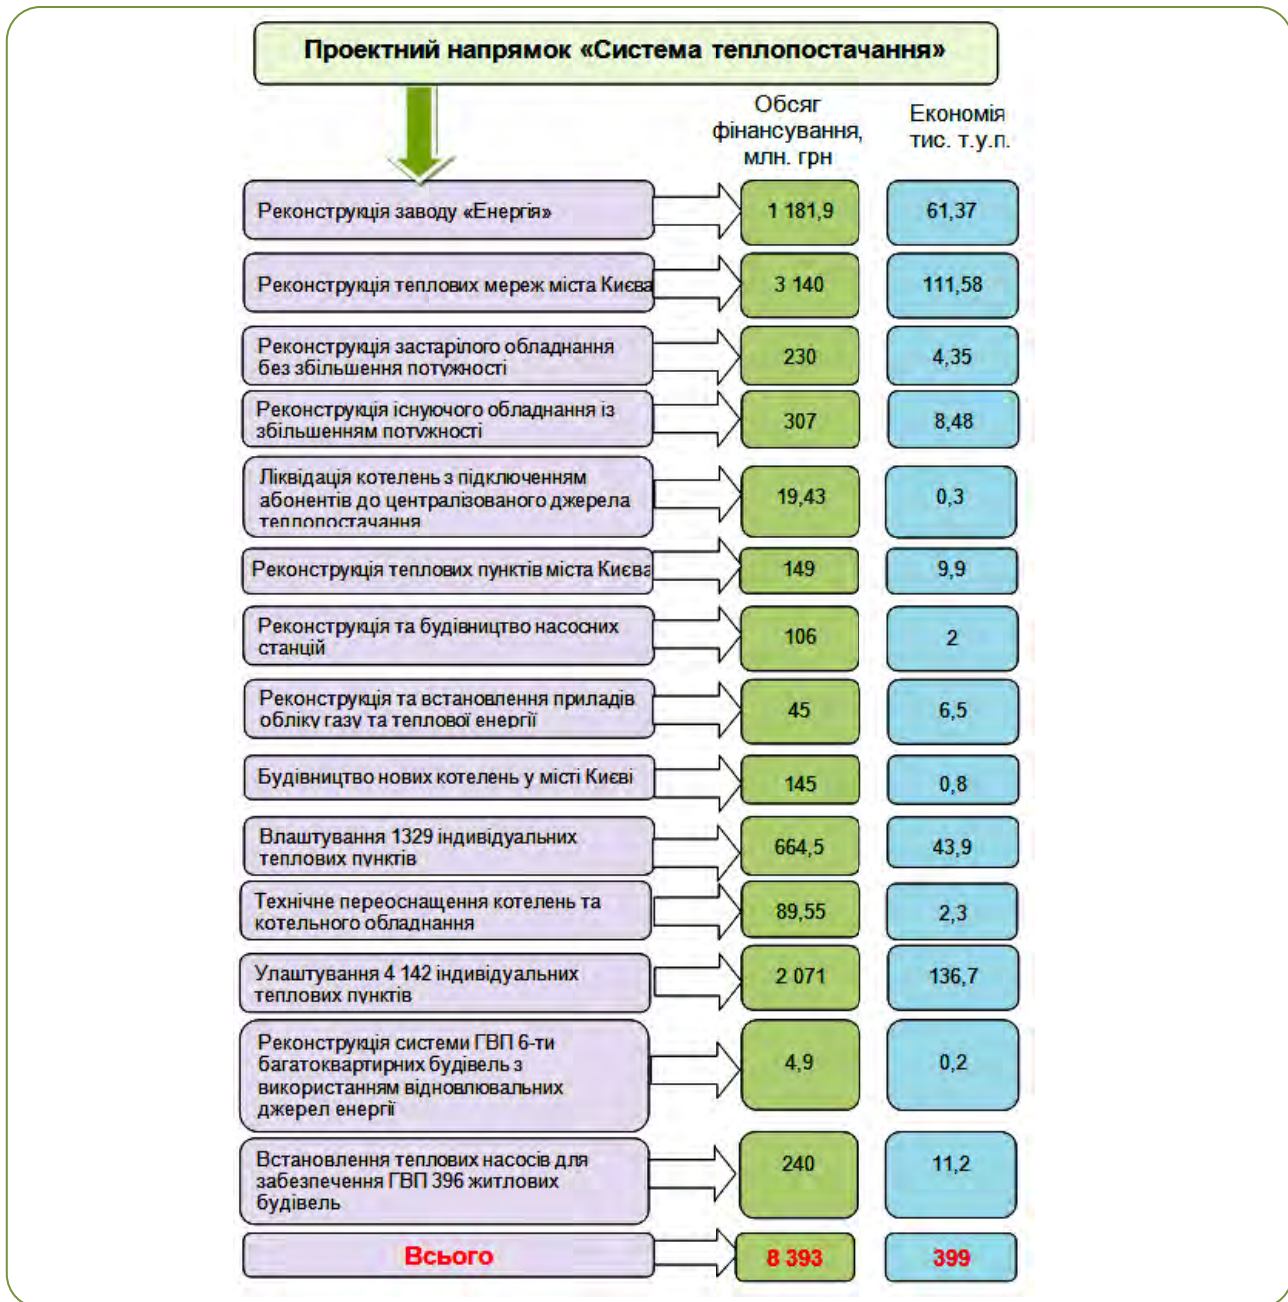 Проектний напрямок «Система теплопостачання»
Обсяг
фінансування,
млн. грн
Економія
тис. т.у.п.
Реконструкція заводу «Енергія»
1 181,9
61,37
Реконструкція теплових мереж міста Києва
3 140
111,58
Реконструкція застарілого обладнання
без збільшення потужності
230
4,35
Реконструкція існуючого обладнання із
збільшенням потужності
307
8,48
Ліквідація котелень з підключенням
абонентів до централізованого джерела
теплопостачання
19,43
0,3
Реконструкція теплових пунктів міста Києва
149
9,9
Реконструкція та будівництво насосних
станцій
106
2
Реконструкція та встановлення приладів
обліку газу та теплової енергії
45
6,5
Будівництво нових котелень у місті Києві
145
0,8
Влаштування 1329 індивідуальних
теплових пунктів
664,5
43,9
Технічне переоснащення котелень та
котельного обладнання
89,55
2,3
Улаштування 4 142 індивідуальних
теплових пунктів
2 071
136,7
Реконструкція системи ГВП 6-ти
багатоквартирних будівель з
використанням відновлювальних
джерел енергії
4,9
0,2
Встановлення теплових насосів для
забезпечення ГВП 396 житлових
будівель
240
11,2
Всього
8 393
399